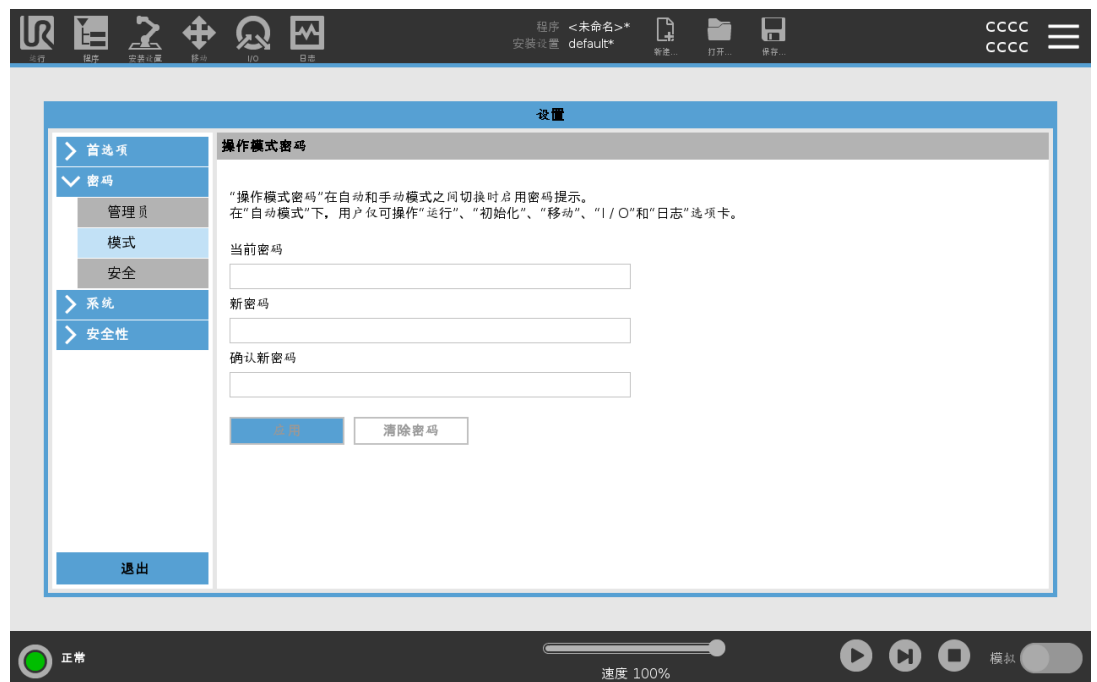 UR
运行
程序
安装设置
移动
I/O
日志
程序 <未命名>*
安装设置 default*
新建...
打开...
保存...
CCCC
CCCC
设置
首选项
密码
管理员
模式
安全
系统
安全性
退出
操作模式密码
“操作模式密码”在自动和手动模式之间切换时启用密码提示。
在“自动模式”下，用户仅可操作“运行”、“初始化”、“移动”、“I / O”和“日志”选项卡。
当前密码
新密码
确认新密码
应用
清除密码
正常
速度 100%
模拟